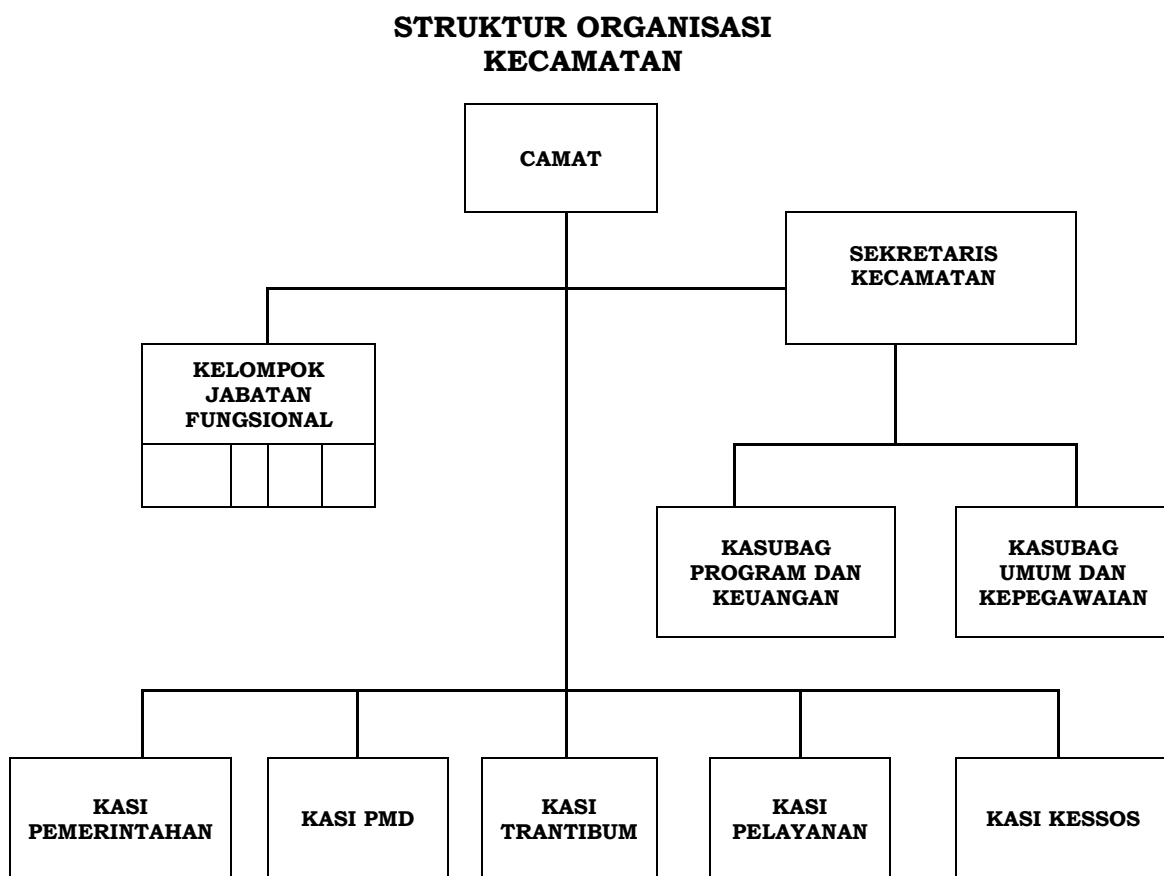 STRUKTUR ORGANISASI
KECAMATAN
CAMAT
SEKRETARIS
KECAMATAN
KELOMPOK
JABATAN
FUNGSIONAL
KASUBAG
PROGRAM DAN
KEUANGAN
KASUBAG
UMUM DAN
KEPEGAWAIAN
KASI
PEMERINTAHAN
KASI PMD
KASI
TRANTIBUM
KASI
PELAYANAN
KASI KESSOS